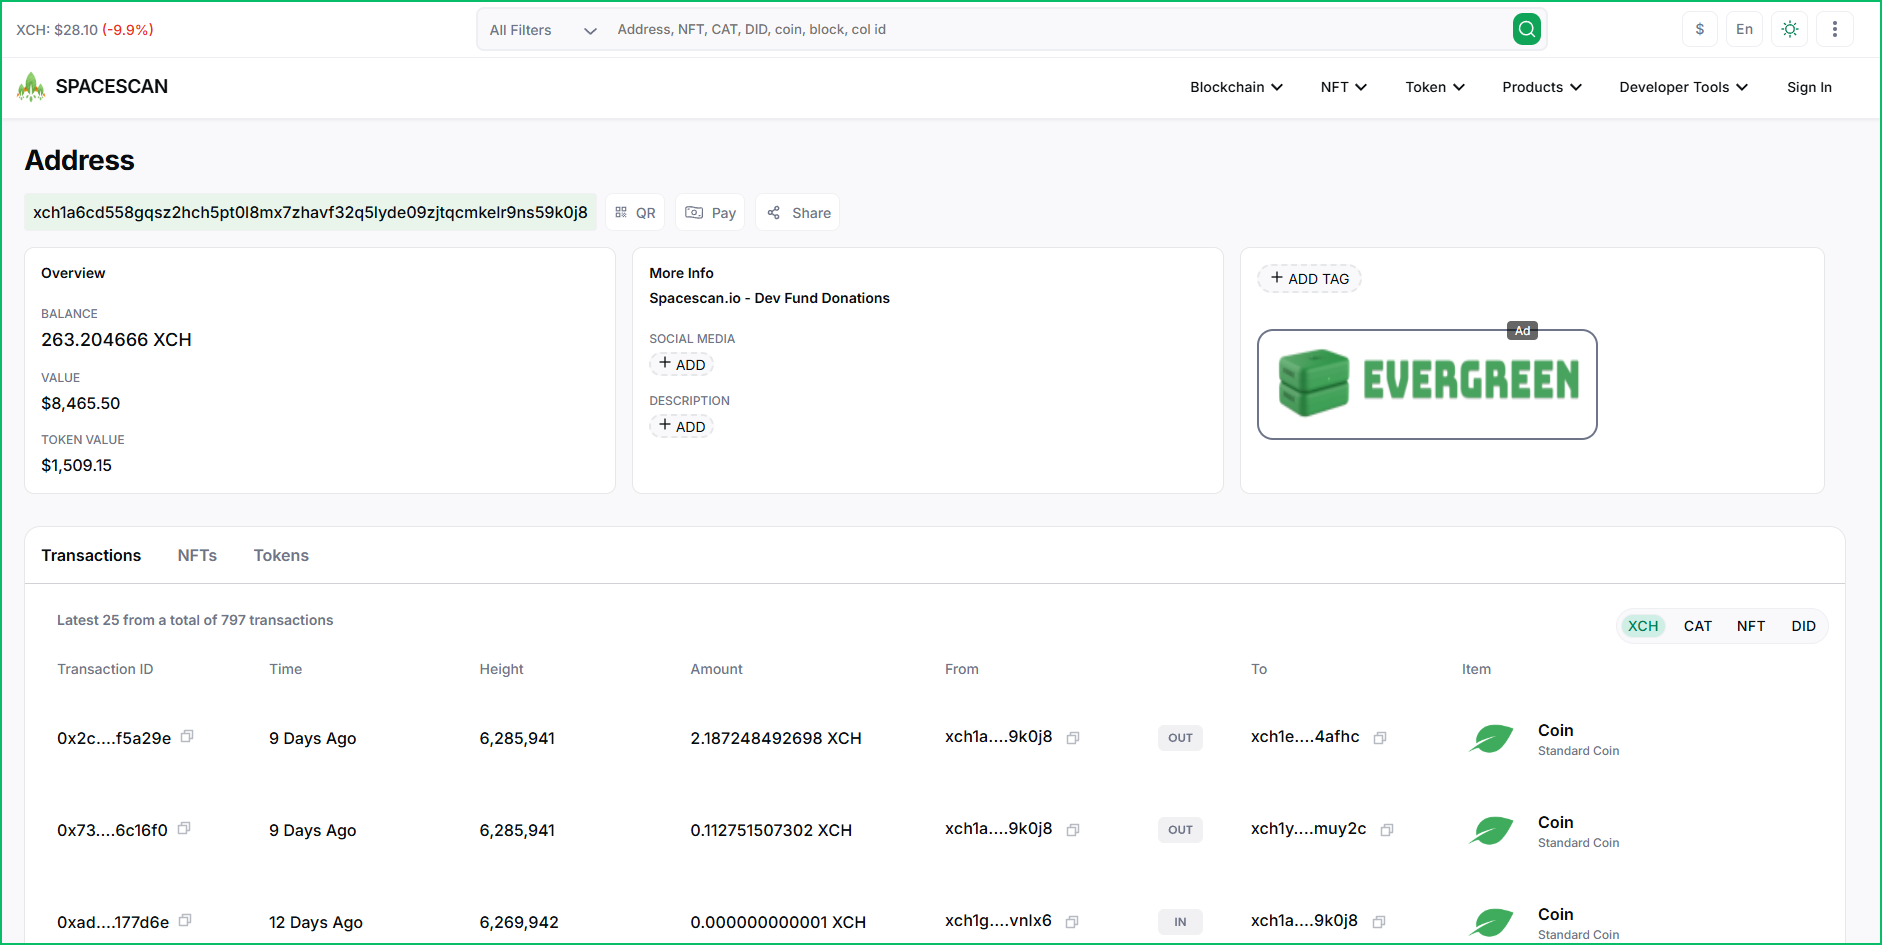 XCH: $28.10 (-9.9%)
All Filters
Address, NFT, CAT, DID, coin, block, col id
$
En
SPACESCAN
Blockchain
NFT
Token
Products
Developer Tools
Sign In
Address
xch1a6cd558gqsz2hch5pt0l8mx7zhavf32q5lyde09zjtqcmkelr9ns59k0j8
QR
Pay
Share
Overview
BALANCE
263.204666 XCH
VALUE
$8,465.50
TOKEN VALUE
$1,509.15
More Info
Spacescan.io - Dev Fund Donations
SOCIAL MEDIA
+ ADD
DESCRIPTION
+ ADD
+ ADD TAG
Ad
EVERGREEN
Transactions
NFTs
Tokens
Latest 25 from a total of 797 transactions
XCH
CAT
NFT
DID
Transaction ID
Time
Height
Amount
From
To
Item
0x2c....f5a29e
9 Days Ago
6,285,941
2.187248492698 XCH
xch1a....9k0j8
OUT
xch1e....4afhc
Coin
Standard Coin
0x73....6c16f0
9 Days Ago
6,285,941
0.112751507302 XCH
xch1a....9k0j8
OUT
xch1y....muy2c
Coin
Standard Coin
0xad....177d6e
12 Days Ago
6,269,942
0.000000000001 XCH
xch1g....vnlx6
IN
xch1a....9k0j8
Coin
Standard Coin